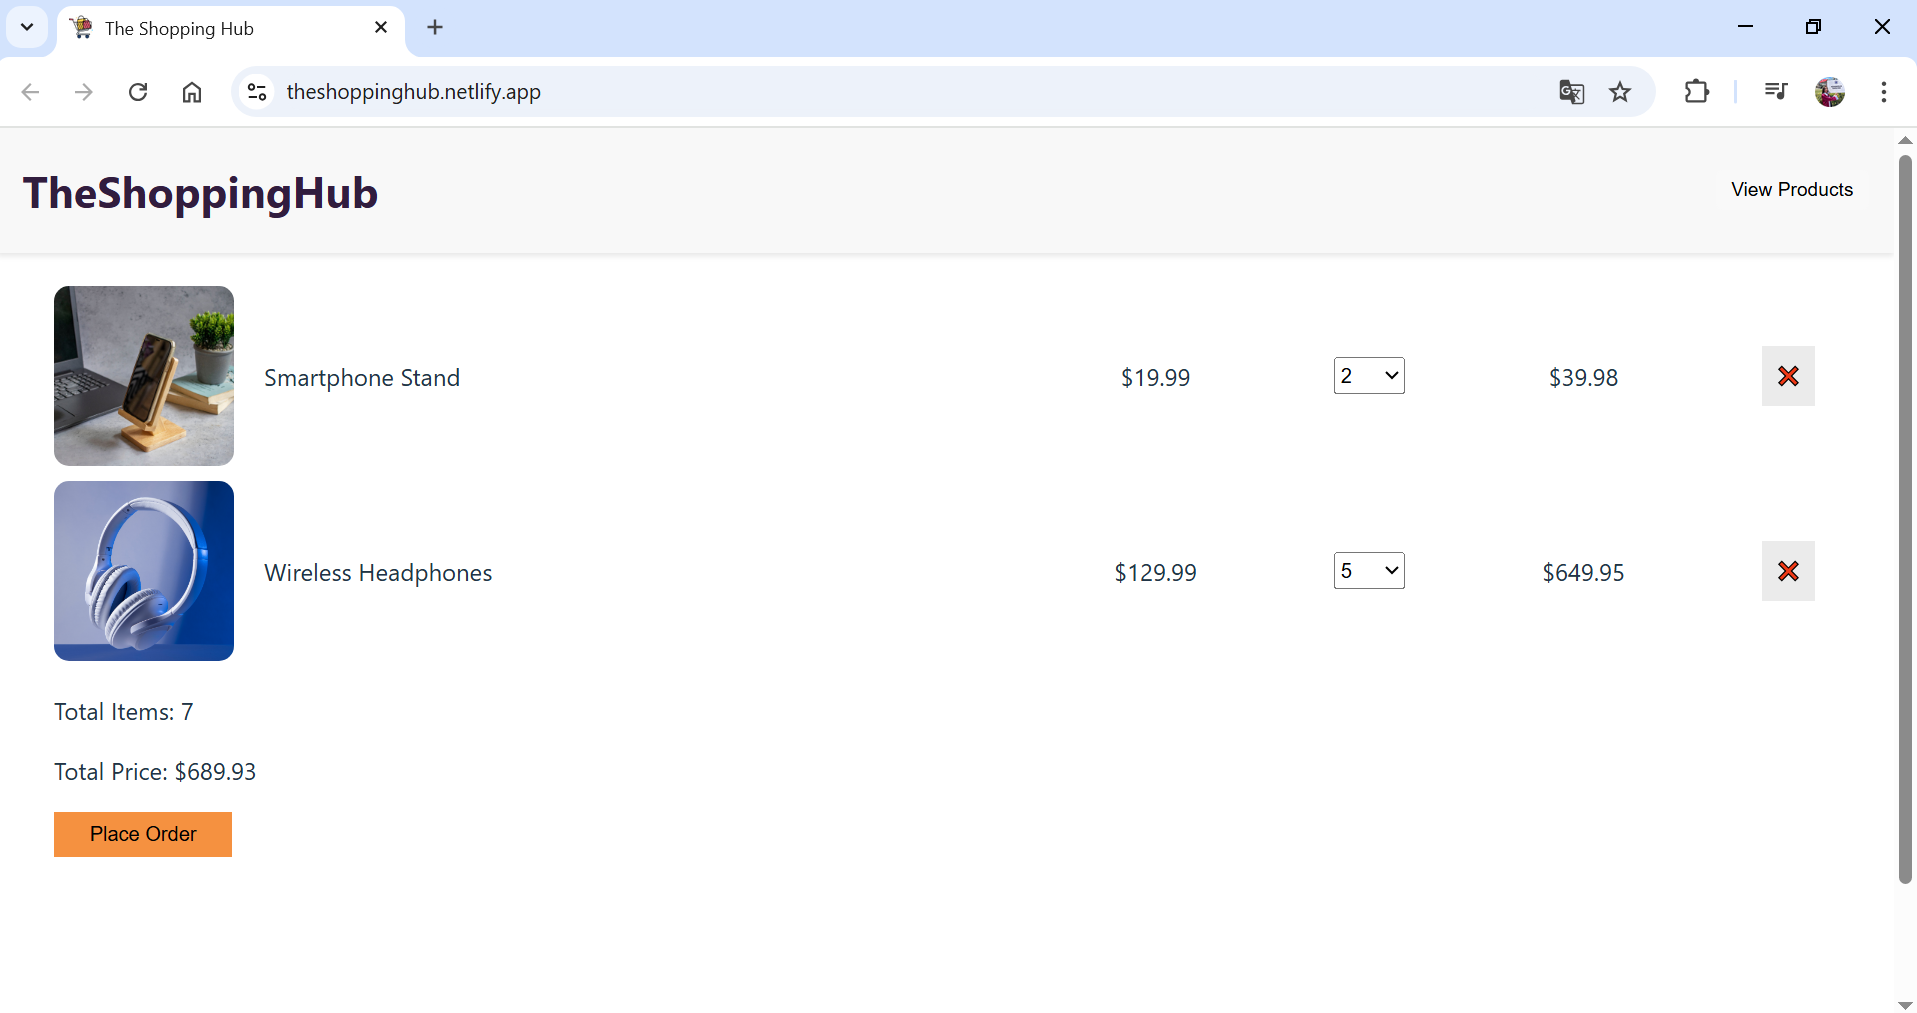 The Shopping Hub
theshoppinghub.netlify.app
TheShoppingHub
View Products
Smartphone Stand $19.99 2 $39.98
Wireless Headphones $129.99 5 $649.95
Total Items: 7
Total Price: $689.93
Place Order